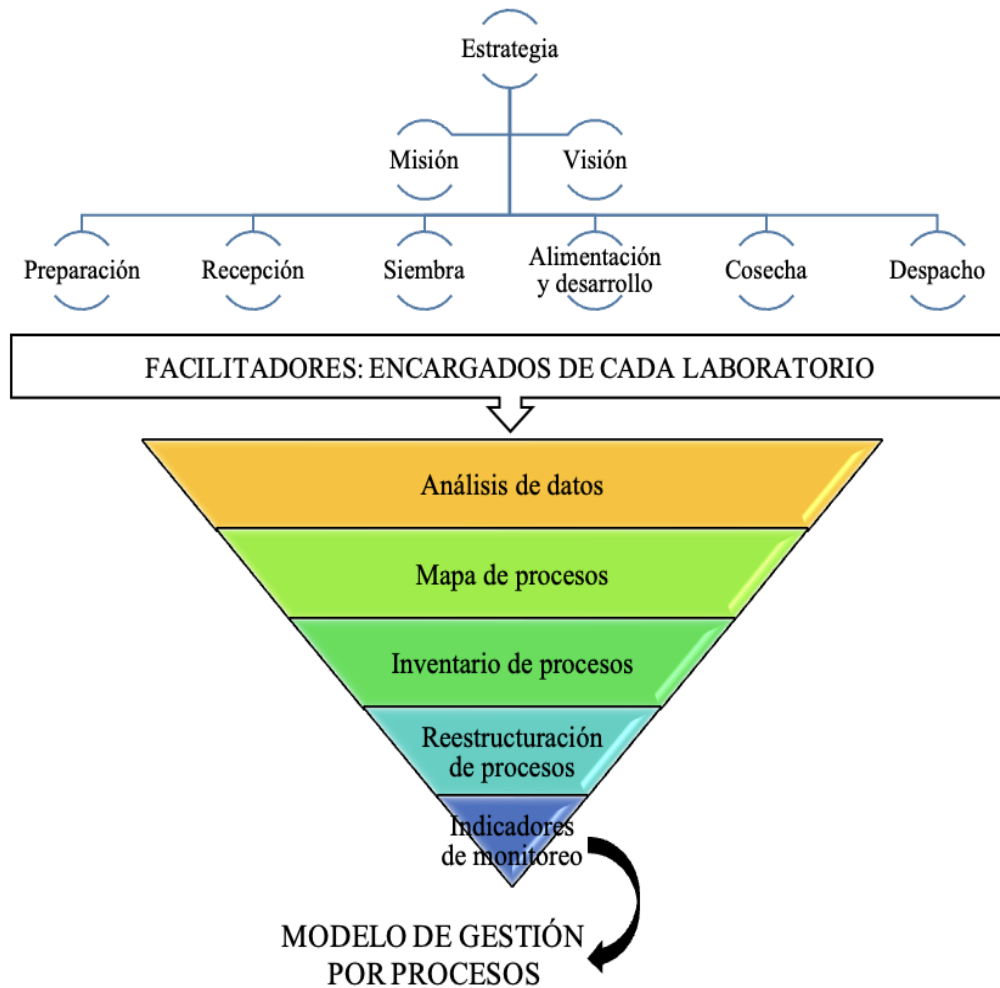 Estrategia
Misión
Visión
Preparación
Recepción
Siembra
Alimentación
y desarrollo
Cosecha
Despacho
FACILITADORES: ENCARGADOS DE CADA LABORATORIO
Análisis de datos
Mapa de procesos
Inventario de procesos
Reestructuración
de procesos
Indicadores
de monitoreo
MODELO DE GESTIÓN
POR PROCESOS